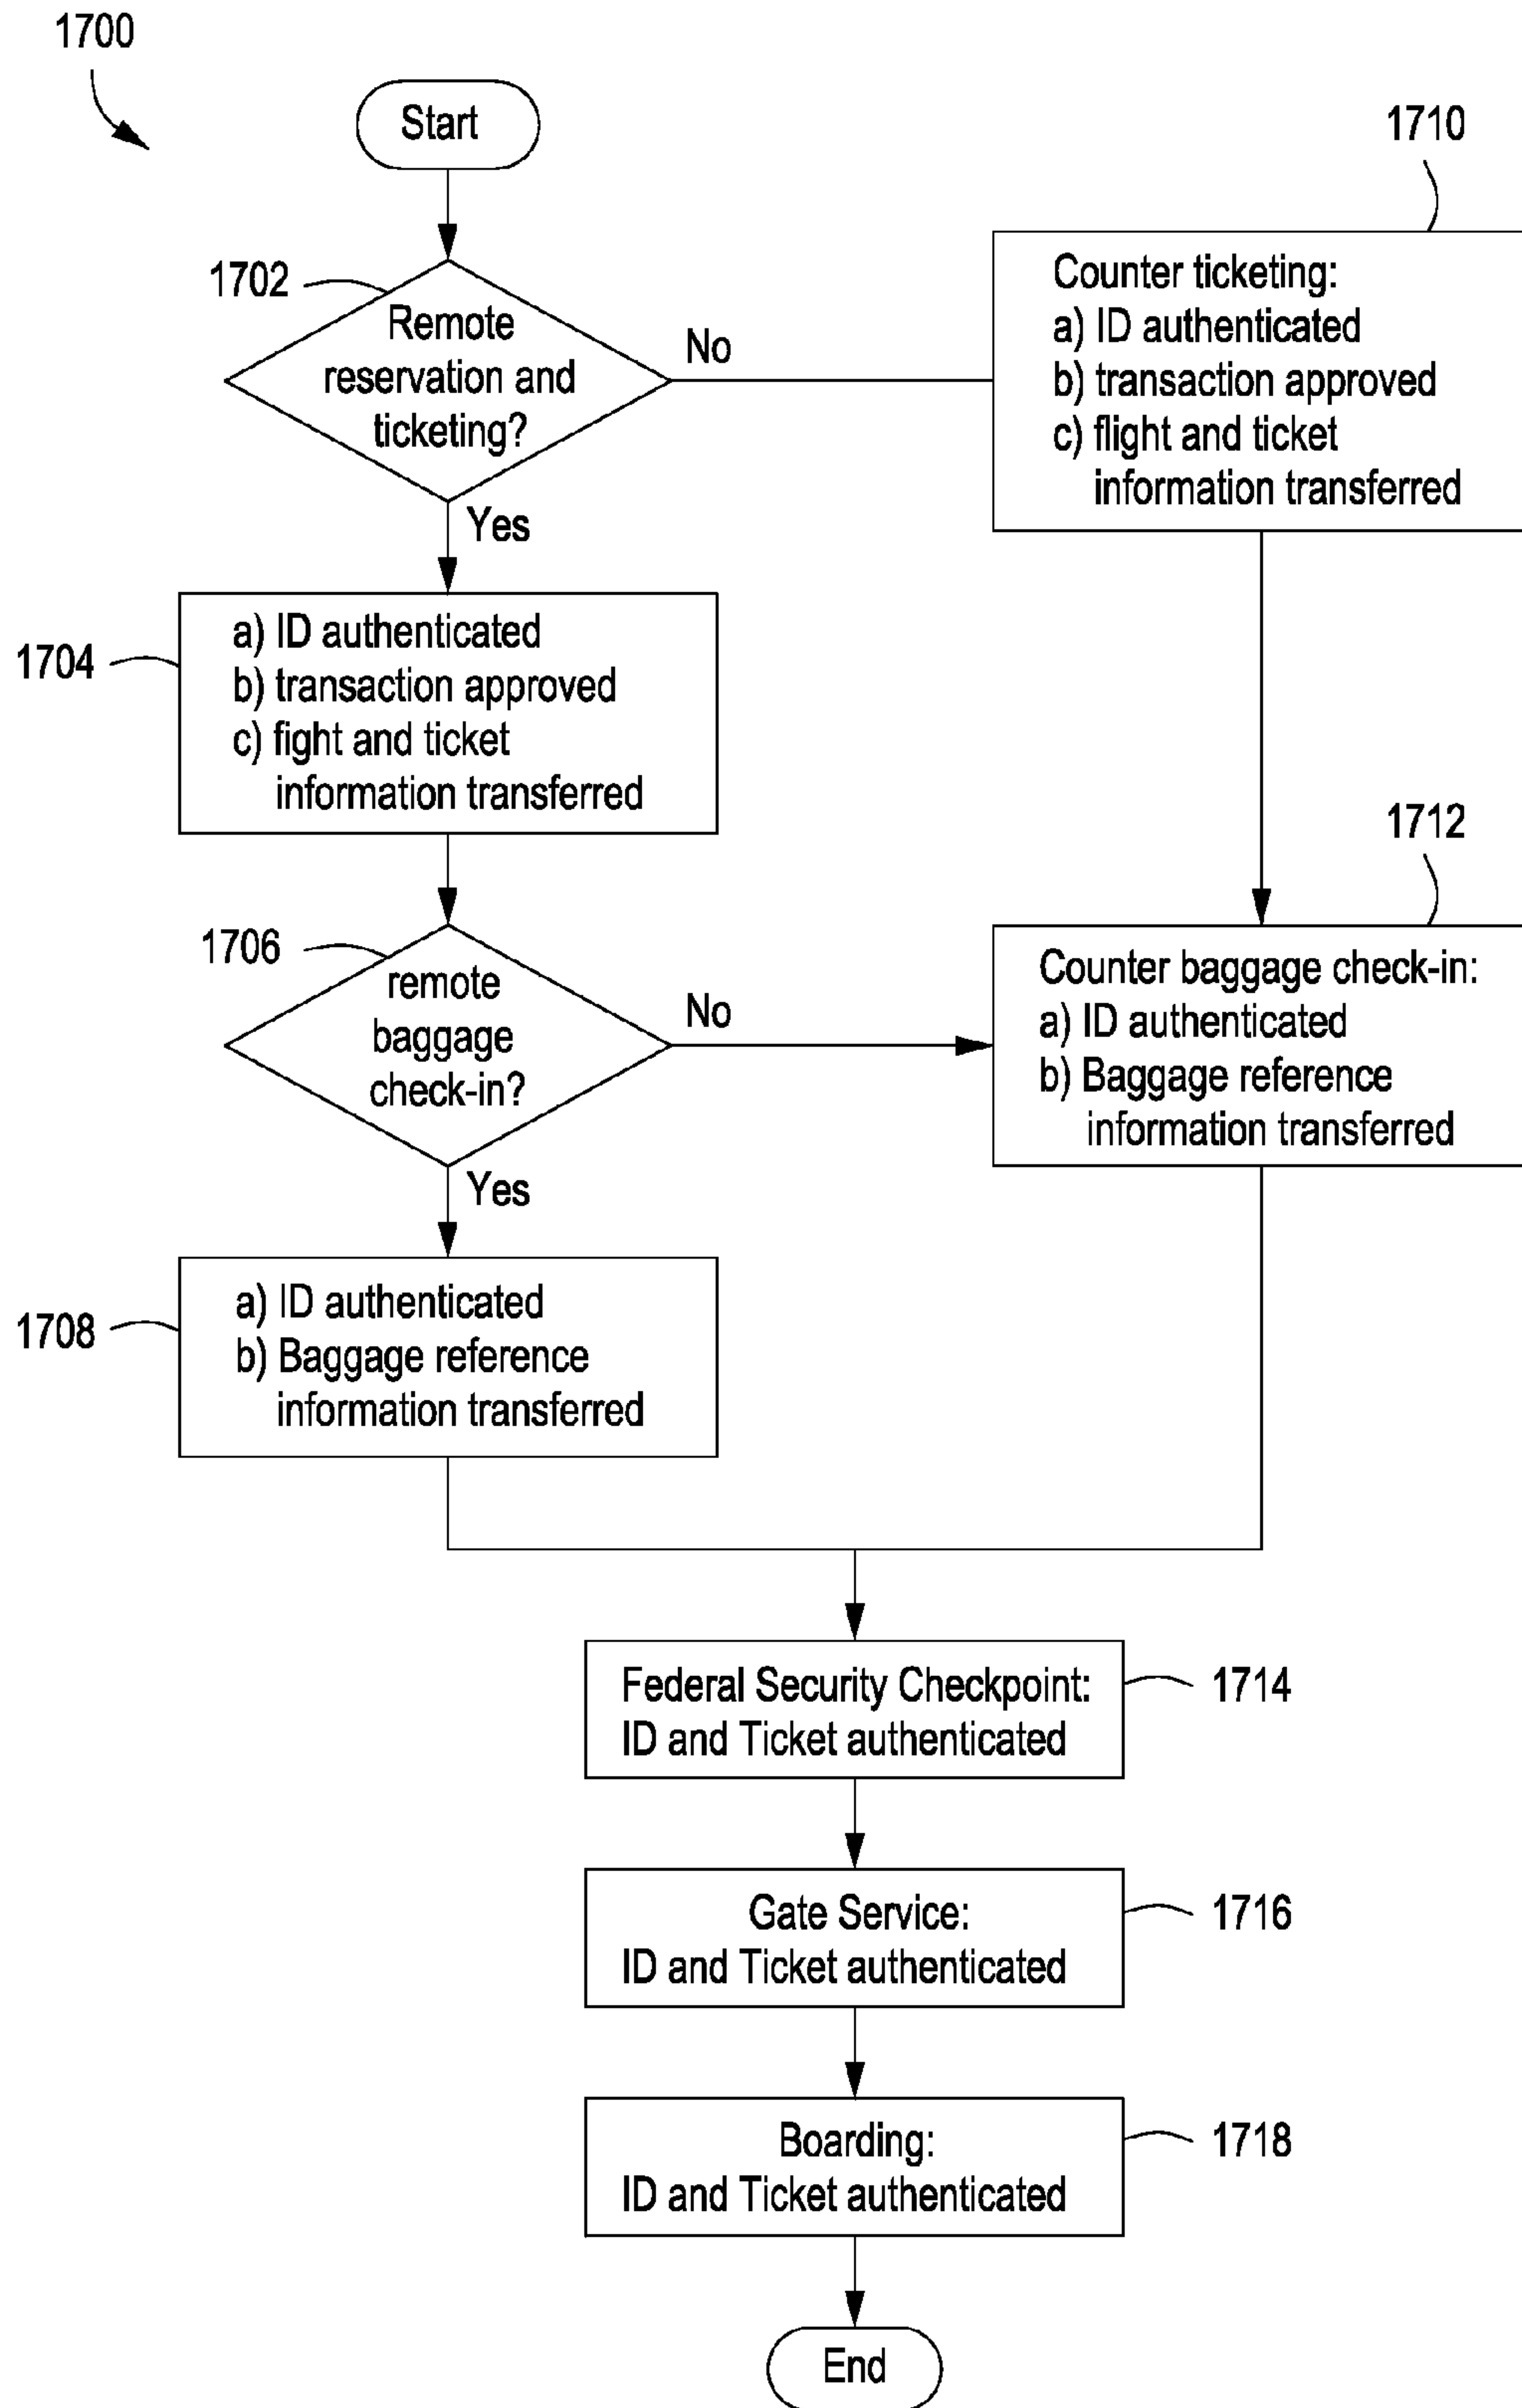 1700
Start
1710
1702
Remote
reservation and
ticketing?
No
Counter ticketing:
a) ID authenticated
b) transaction approved
c) flight and ticket
information transferred
Yes
1704
a) ID authenticated
b) transaction approved
c) fight and ticket
information transferred
1712
1706
remote
baggage
check-in?
No
Counter baggage check-in:
a) ID authenticated
b) Baggage reference
information transferred
Yes
1708
a) ID authenticated
b) Baggage reference
information transferred
Federal Security Checkpoint:
ID and Ticket authenticated
1714
Gate Service:
ID and Ticket authenticated
1716
Boarding:
ID and Ticket authenticated
1718
End